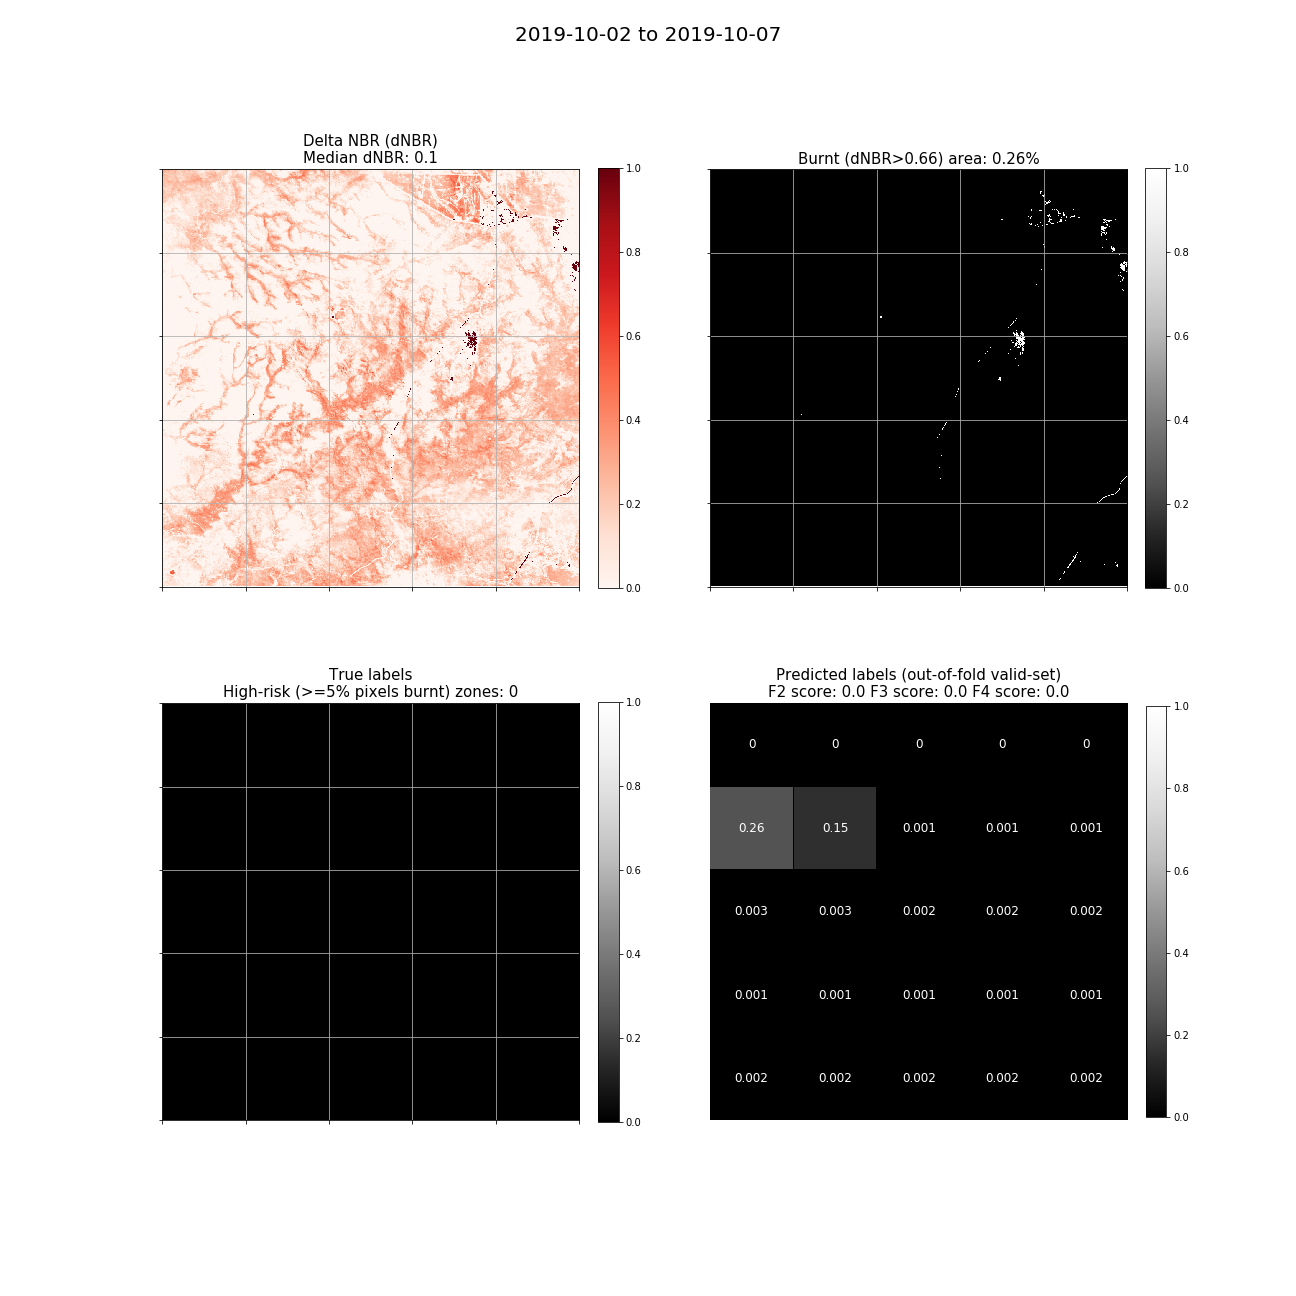 2019-10-02 to 2019-10-07
Delta NBR (dNBR)
Median dNBR: 0.1
1.0
0.8
0.6
0.4
0.2
0.0
Burnt (dNBR>0.66) area: 0.26%
1.0
0.8
0.6
0.4
0.2
0.0
True labels
High-risk (>=5% pixels burnt) zones: 0
1.0
0.8
0.6
0.4
0.2
0.0
Predicted labels (out-of-fold valid-set)
F2 score: 0.0 F3 score: 0.0 F4 score: 0.0
0 0 0 0 0
0.26 0.15 0.001 0.001 0.001
0.003 0.003 0.002 0.002 0.002
0.001 0.001 0.001 0.001 0.001
0.002 0.002 0.002 0.002 0.002
1.0
0.8
0.6
0.4
0.2
0.0